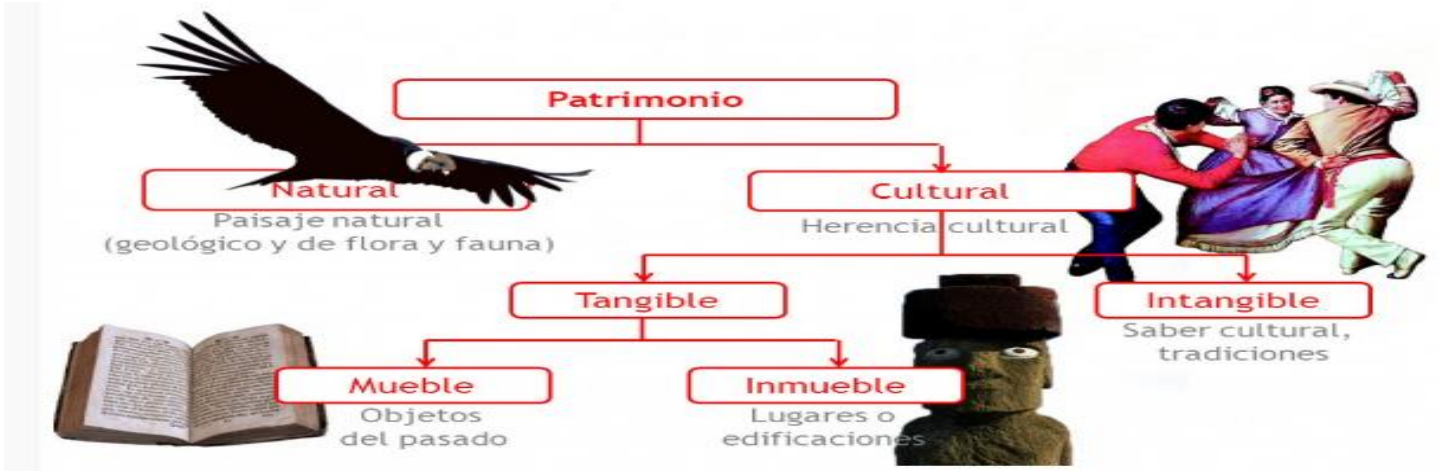 Patrimonio
Natural
Paisaje natural
(geológico y de flora y fauna)
Cultural
Herencia cultural
Tangible
Intangible
Saber cultural,
tradiciones
Mueble
Objetos
del pasado
Inmueble
Lugares o
edificaciones